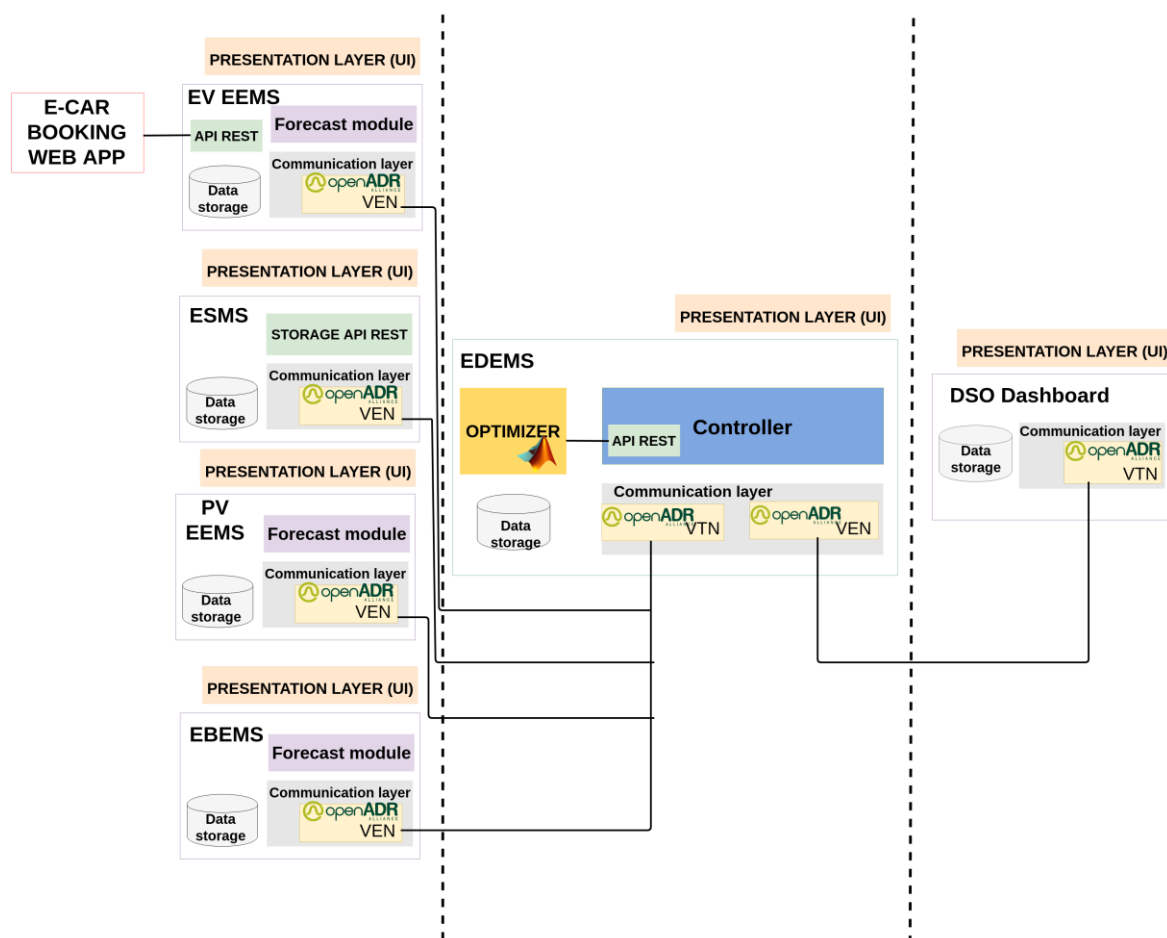 PRESENTATION LAYER (UI)
EV EEMS
E-CAR
BOOKING
WEB APP
API REST
Forecast module
Communication layer
openADR
ALLIANCE
VEN
Data
storage
PRESENTATION LAYER (UI)
ESMS
STORAGE API REST
Communication layer
openADR
ALLIANCE
VEN
Data
storage
PRESENTATION LAYER (UI)
PV
EEMS
Forecast module
Communication layer
openADR
ALLIANCE
VEN
Data
storage
PRESENTATION LAYER (UI)
EBEMS
Forecast module
Communication layer
openADR
ALLIANCE
VEN
Data
storage
PRESENTATION LAYER (UI)
EDEMS
OPTIMIZER
API REST
Controller
Data
storage
Communication layer
openADR
ALLIANCE
VTN
openADR
ALLIANCE
VEN
PRESENTATION LAYER (UI)
DSO Dashboard
Data
storage
Communication layer
openADR
ALLIANCE
VTN